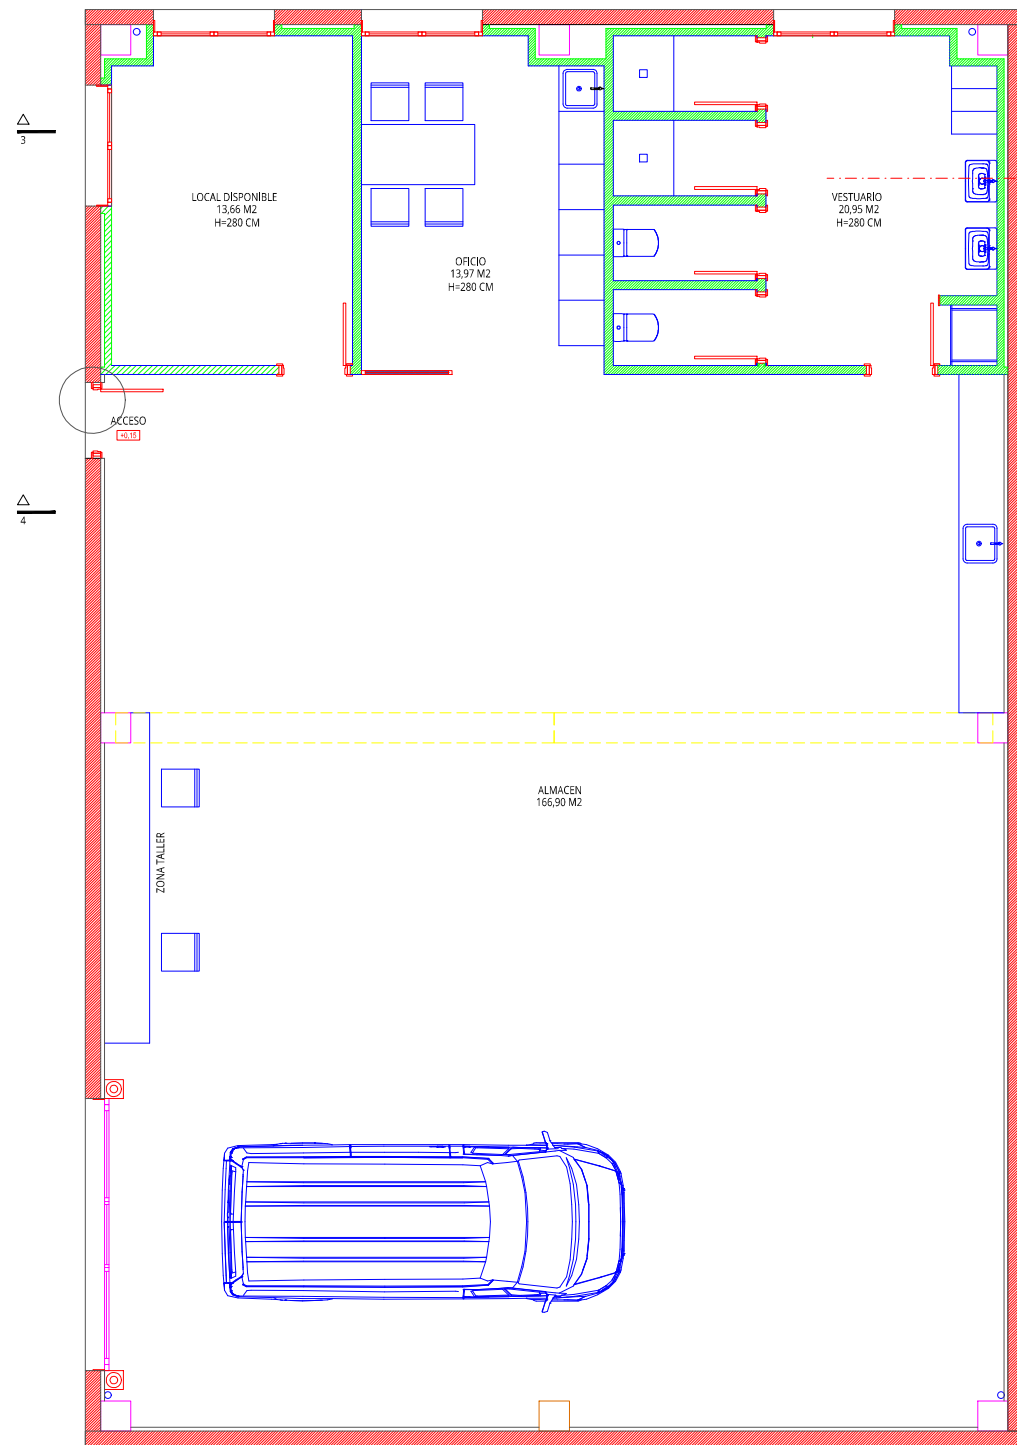 3
LOCAL DISPONIBLE
13,66 M2
H=280 CM
VESTUARIO
20,95 M2
H=280 CM
OFICIO
13,97 M2
H=280 CM
ACCESO
+0,15
4
ALMACEN
166,90 M2
ZONA TALLER